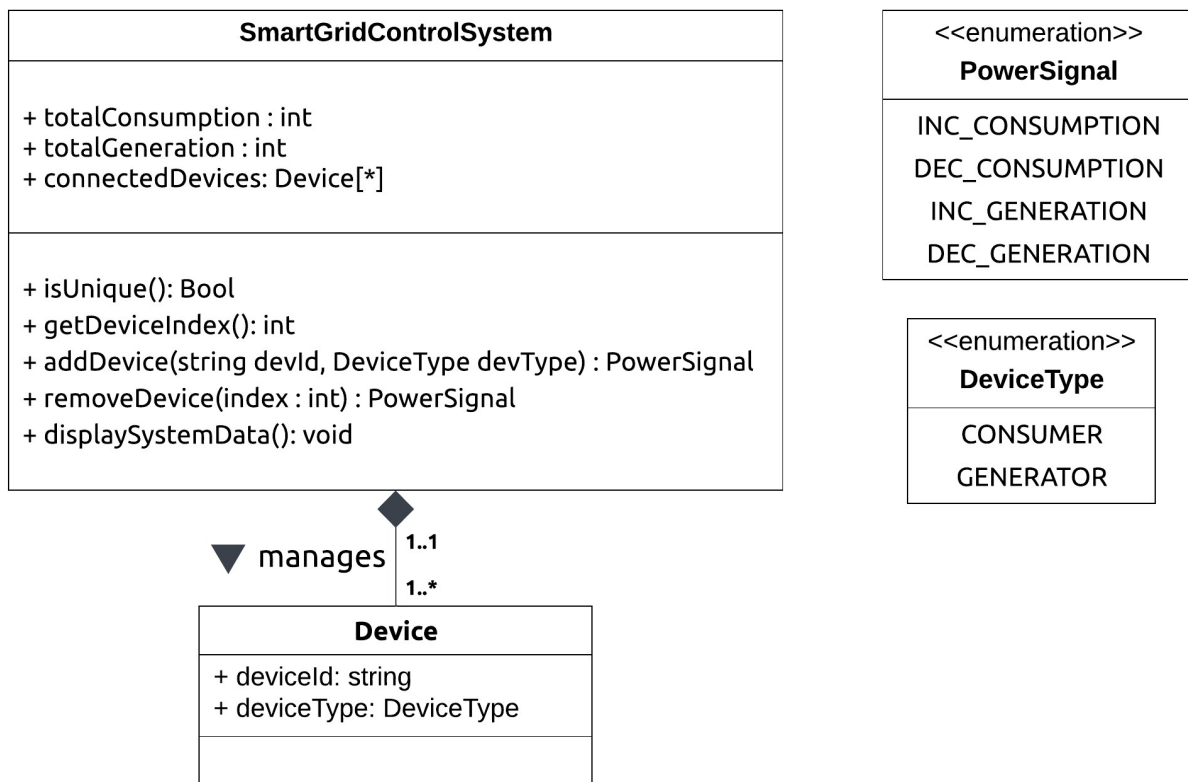 SmartGridControlSystem
+ totalConsumption : int
+ totalGeneration : int
+ connectedDevices: Device[*]
+ isUnique(): Bool
+ getDeviceIndex(): int
+ addDevice(string devId, DeviceType devType) : PowerSignal
+ removeDevice(index : int) : PowerSignal
+ displaySystemData(): void
manages
1..1
1..*
Device
+ deviceId: string
+ deviceType: DeviceType
<<enumeration>>
PowerSignal
INC_CONSUMPTION
DEC_CONSUMPTION
INC_GENERATION
DEC_GENERATION
<<enumeration>>
DeviceType
CONSUMER
GENERATOR